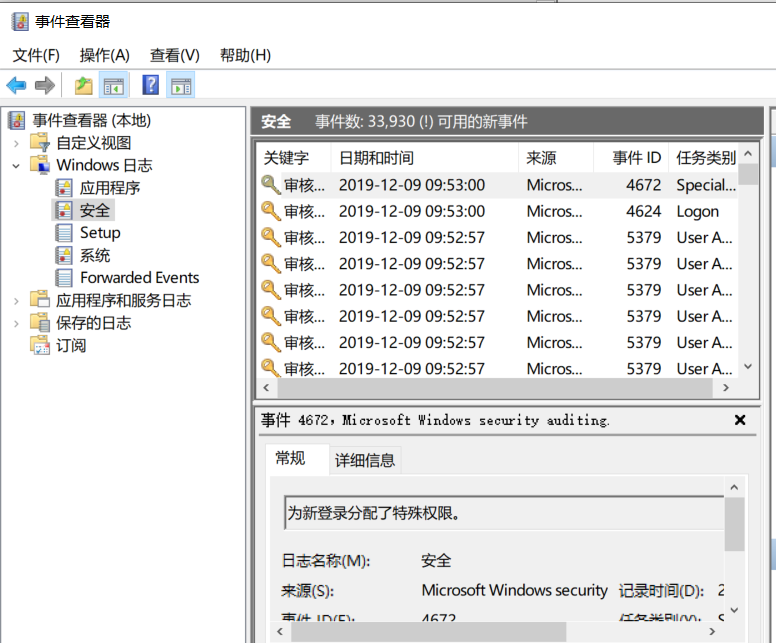 事件查看器
文件(F) 操作(A) 查看(V) 帮助(H)
事件查看器 (本地)
自定义视图
Windows 日志
应用程序
安全
Setup
系统
Forwarded Events
应用程序和服务日志
保存的日志
订阅
安全 事件数: 33,930 (!) 可用的新事件
关键字 日期和时间 来源 事件 ID 任务类别
审核... 2019-12-09 09:53:00 Micros... 4672 Special...
审核... 2019-12-09 09:53:00 Micros... 4624 Logon
审核... 2019-12-09 09:52:57 Micros... 5379 User A...
审核... 2019-12-09 09:52:57 Micros... 5379 User A...
审核... 2019-12-09 09:52:57 Micros... 5379 User A...
审核... 2019-12-09 09:52:57 Micros... 5379 User A...
审核... 2019-12-09 09:52:57 Micros... 5379 User A...
审核... 2019-12-09 09:52:57 Micros... 5379 User A...
事件 4672，Microsoft Windows security auditing.
常规 详细信息
为新登录分配了特殊权限。
日志名称(M): 安全
来源(S): Microsoft Windows security 记录时间(D): 2
事件 ID(E): 4672 任务类别(Y): S